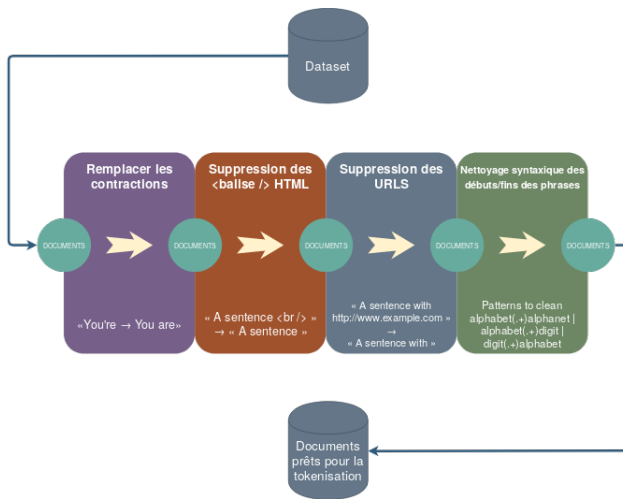 Dataset
Remplacer les
contractions
Suppression des
<balise /> HTML
Suppression des
URLS
Nettoyage syntaxique des
débuts/fins des phrases
DOCUMENTS
DOCUMENTS
DOCUMENTS
DOCUMENTS
DOCUMENTS
«You're → You are»
« A sentence <br /> »
→ « A sentence »
« A sentence with
http://www.example.com »
→
« A sentence with »
Patterns to clean
alphabet(.+)alphanet |
alphabet(.+)digit |
digit(.+)alphabet
Documents
prêts pour la
tokenisation